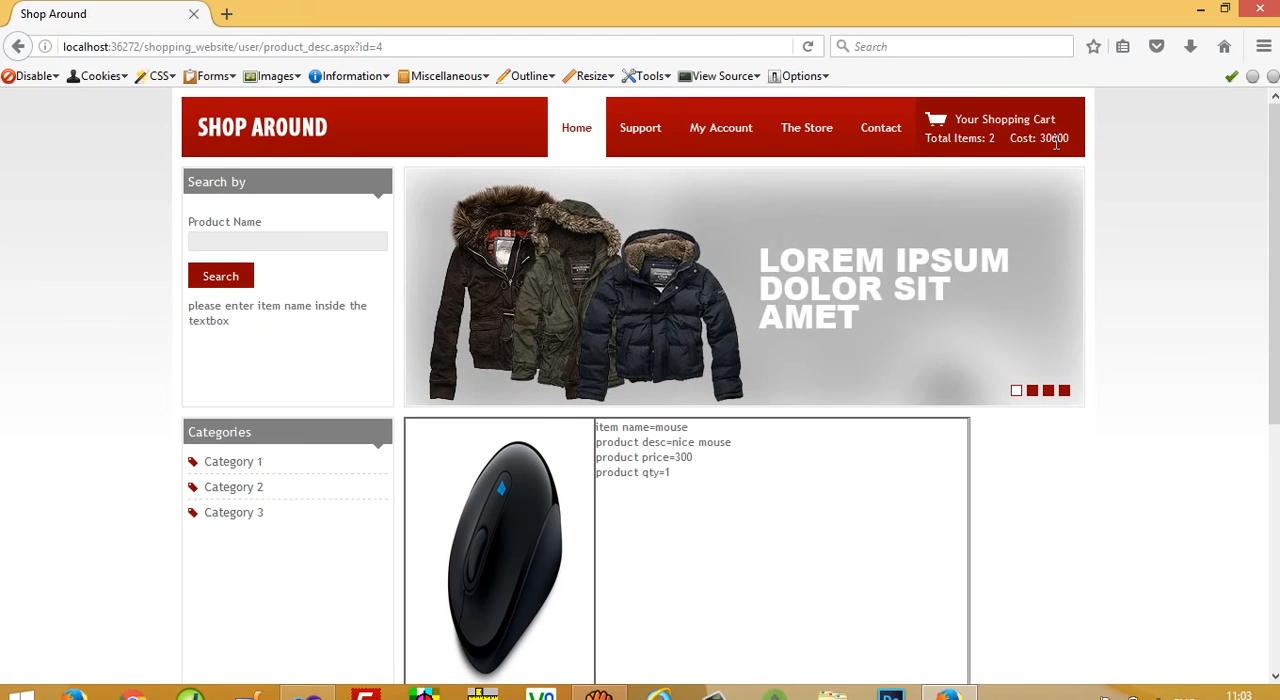 Shop Around
localhost:36272/shopping_website/user/product_desc.aspx?id=4
Search
Disable
Cookies
CSS
Forms
Images
Information
Miscellaneous
Outline
Resize
Tools
View Source
Options
SHOP AROUND
Home
Support
My Account
The Store
Contact
Your Shopping Cart
Total Items: 2 Cost:
Search by
Product Name
Search
please enter item name inside the
textbox
LOREM IPSUM
DOLOR SIT
AMET
Categories
Category 1
Category 2
Category 3
item name=mouse
product desc=nice mouse
product price=300
product qty=1
11:03